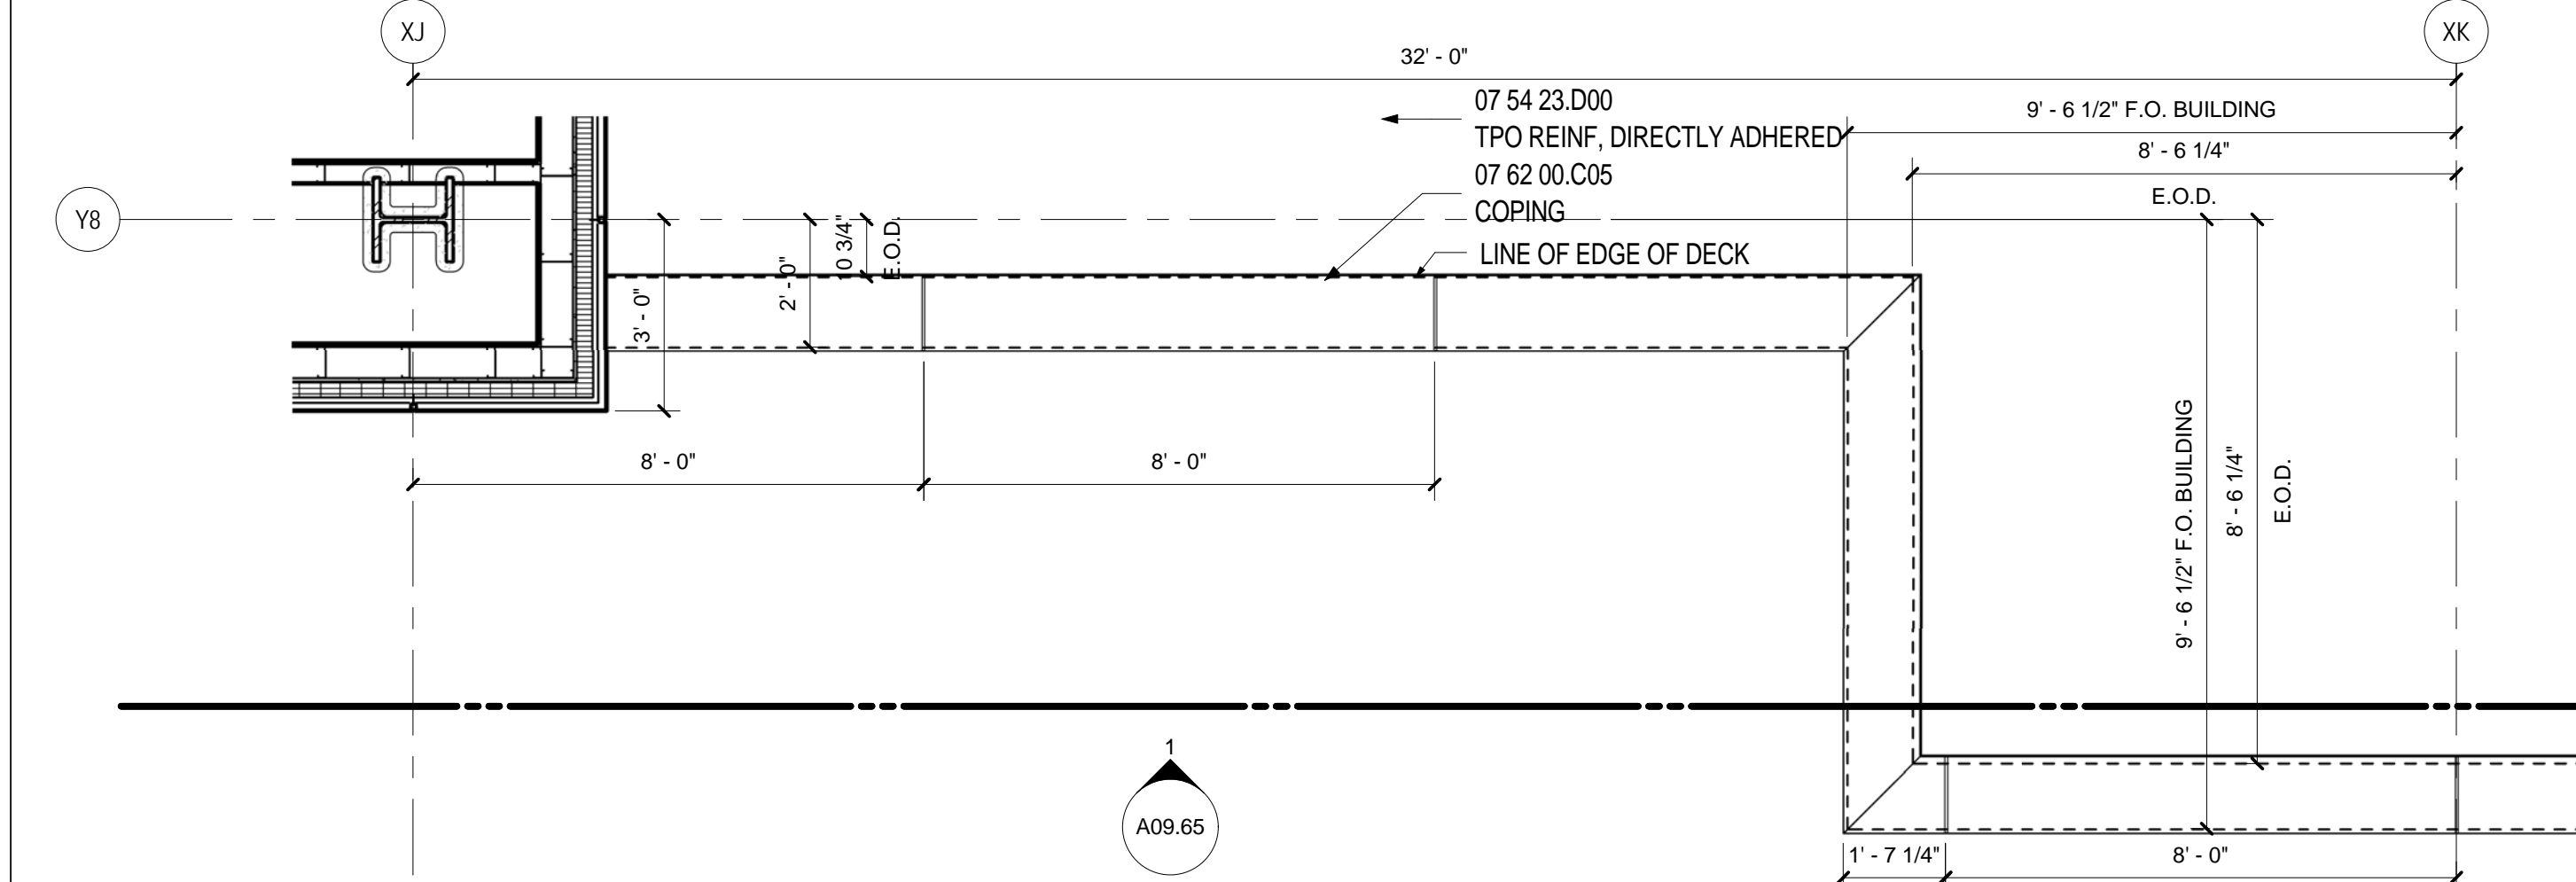 XJ
XK
32' - 0"
07 54 23.D00
TPO REINF, DIRECTLY ADHERED
07 62 00.C05
COPING
LINE OF EDGE OF DECK
9' - 6 1/2" F.O. BUILDING
8' - 6 1/4"
E.O.D.
Y8
3' - 0"
2' - 0"
10 3/4"
E.O.D.
8' - 0"
8' - 0"
9' - 6 1/2" F.O. BUILDING
8' - 6 1/4"
E.O.D.
1
A09.65
1' - 7 1/4"
8' - 0"